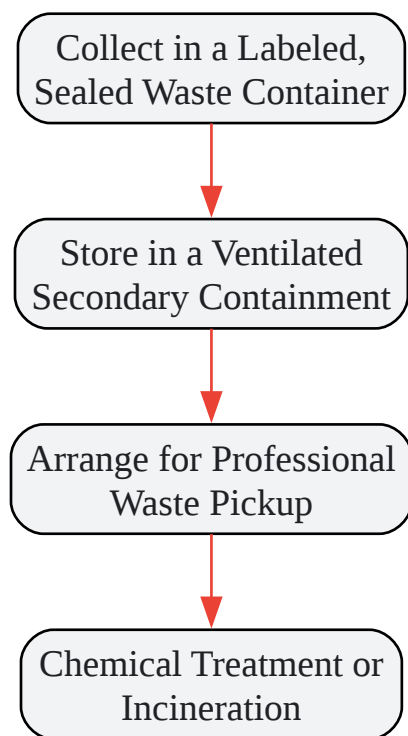 Collect in a Labeled,
Sealed Waste Container
Store in a Ventilated
Secondary Containment
Arrange for Professional
Waste Pickup
Chemical Treatment or
Incineration